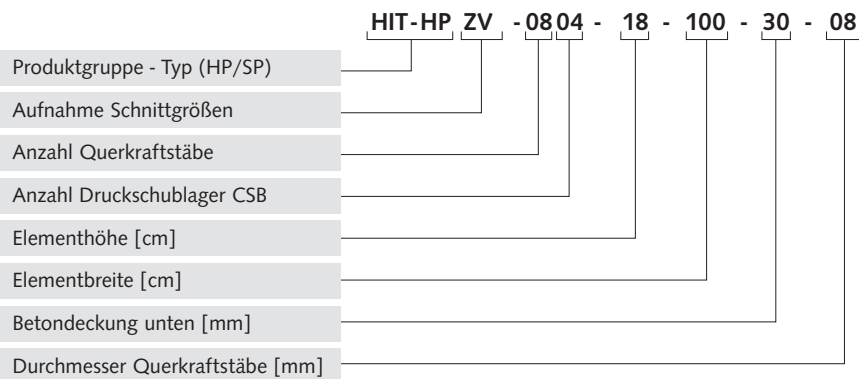 HIT-HP ZV - 08 04 - 18 - 100 - 30 - 08
Produktgruppe - Typ (HP/SP)
Aufnahme Schnittgrößen
Anzahl Querkraftstäbe
Anzahl Druckschublager CSB
Elementhöhe [cm]
Elementbreite [cm]
Betondeckung unten [mm]
Durchmesser Querkraftstäbe [mm]